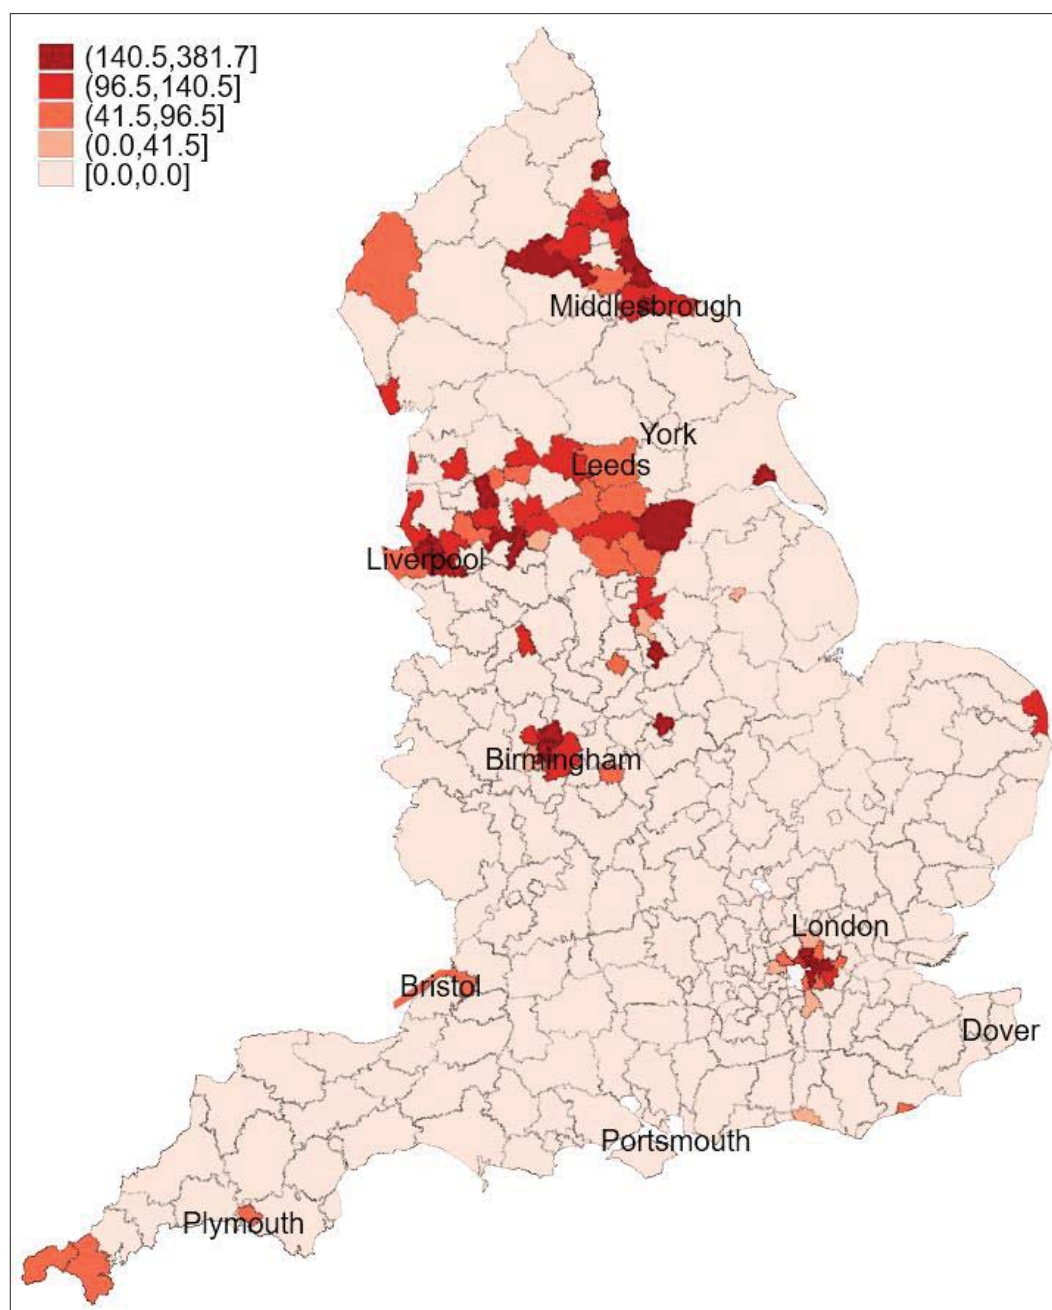 (140.5,381.7]
(96.5,140.5]
(41.5,96.5]
(0.0,41.5]
[0.0,0.0]
Middlesbrough
York
Leeds
Liverpool
Birmingham
London
Bristol
Dover
Portsmouth
Plymouth